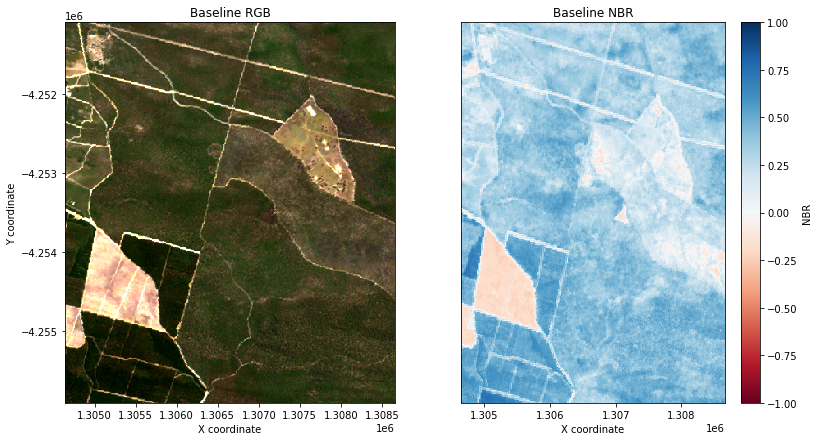 Baseline RGB
1e6
Y coordinate
−4.252
−4.253
−4.254
−4.255
1.3050 1.3055 1.3060 1.3065 1.3070 1.3075 1.3080 1.3085
X coordinate
1e6
Baseline NBR
1.305 1.306 1.307 1.308
X coordinate
1e6
1.00
0.75
0.50
0.25
0.00
−0.25
−0.50
−0.75
−1.00
NBR